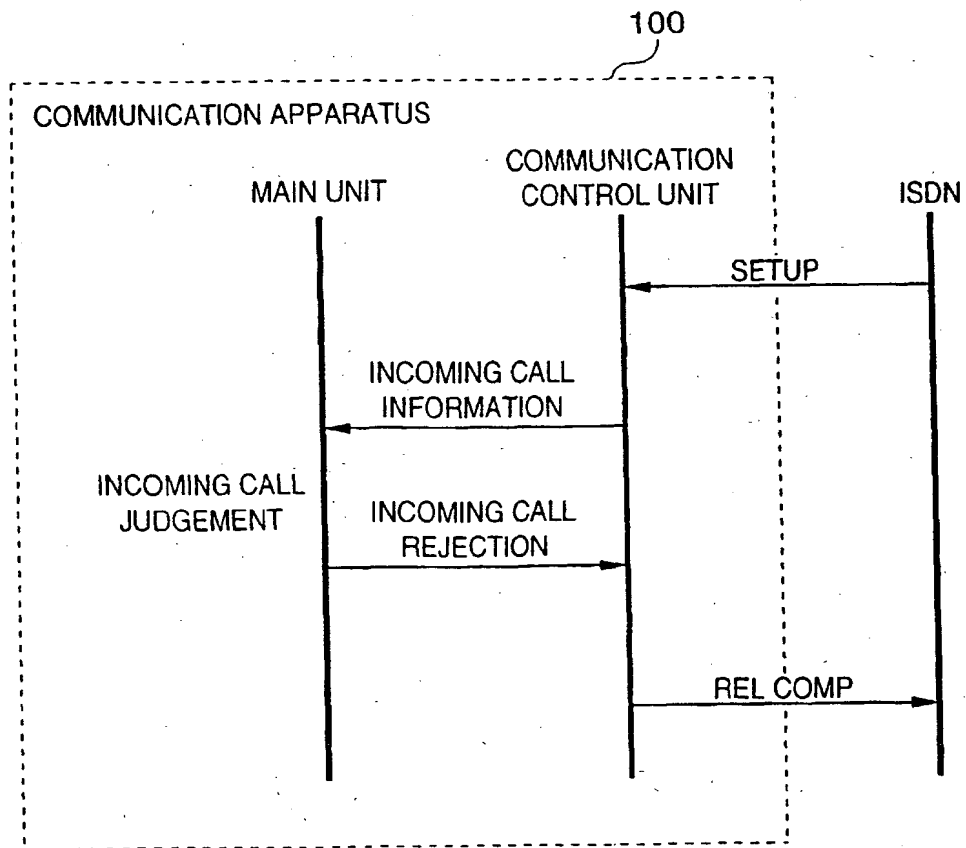 100
COMMUNICATION APPARATUS
MAIN UNIT
COMMUNICATION
CONTROL UNIT
ISDN
SETUP
INCOMING CALL
INFORMATION
INCOMING CALL
JUDGEMENT
INCOMING CALL
REJECTION
REL COMP